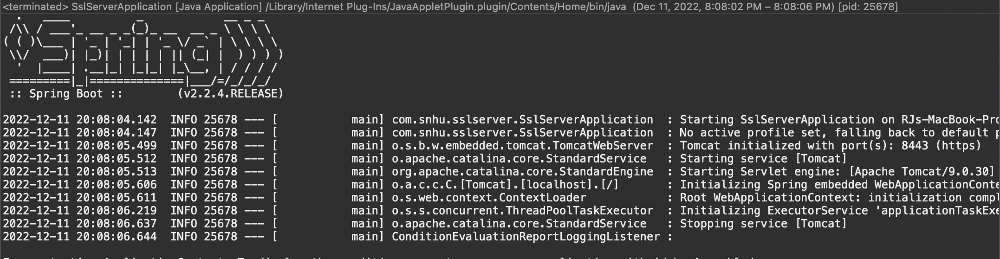 <terminated> SslServerApplication [Java Application] /Library/Internet Plug-Ins/JavaAppletPlugin.plugin/Contents/Home/bin/java (Dec 11, 2022, 8:08:02 PM – 8:08:06 PM) [pid: 25678]
  .   ____          _            __ _ _
 /\\ / ___'_ __ _ _(_)_ __  __ _ \ \ \ \
( ( )\___ | '_ | '_| | '_ \/ _` | \ \ \ \
 \\/  ___)| |_)| | | | | || (_| |  ) ) ) )
  '  |____| .__|_| |_|_| |_\__, | / / / /
 =========|_|==============|___/=/_/_/_/
 :: Spring Boot ::        (v2.2.4.RELEASE)
2022-12-11 20:08:04.142  INFO 25678 --- [           main] com.snhu.sslserver.SslServerApplication  : Starting SslServerApplication on RJs-MacBook-Pro
2022-12-11 20:08:04.147  INFO 25678 --- [           main] com.snhu.sslserver.SslServerApplication  : No active profile set, falling back to default p
2022-12-11 20:08:05.499  INFO 25678 --- [           main] o.s.b.w.embedded.tomcat.TomcatWebServer  : Tomcat initialized with port(s): 8443 (https)
2022-12-11 20:08:05.512  INFO 25678 --- [           main] o.apache.catalina.core.StandardService   : Starting service [Tomcat]
2022-12-11 20:08:05.513  INFO 25678 --- [           main] org.apache.catalina.core.StandardEngine  : Starting Servlet engine: [Apache Tomcat/9.0.30]
2022-12-11 20:08:05.606  INFO 25678 --- [           main] o.a.c.c.C.[Tomcat].[localhost].[/]       : Initializing Spring embedded WebApplicationConte
2022-12-11 20:08:05.611  INFO 25678 --- [           main] o.s.web.context.ContextLoader            : Root WebApplicationContext: initialization compl
2022-12-11 20:08:06.219  INFO 25678 --- [           main] o.s.s.concurrent.ThreadPoolTaskExecutor  : Initializing ExecutorService 'applicationTaskExe
2022-12-11 20:08:06.637  INFO 25678 --- [           main] o.apache.catalina.core.StandardService   : Stopping service [Tomcat]
2022-12-11 20:08:06.644  INFO 25678 --- [           main] ConditionEvaluationReportLoggingListener :